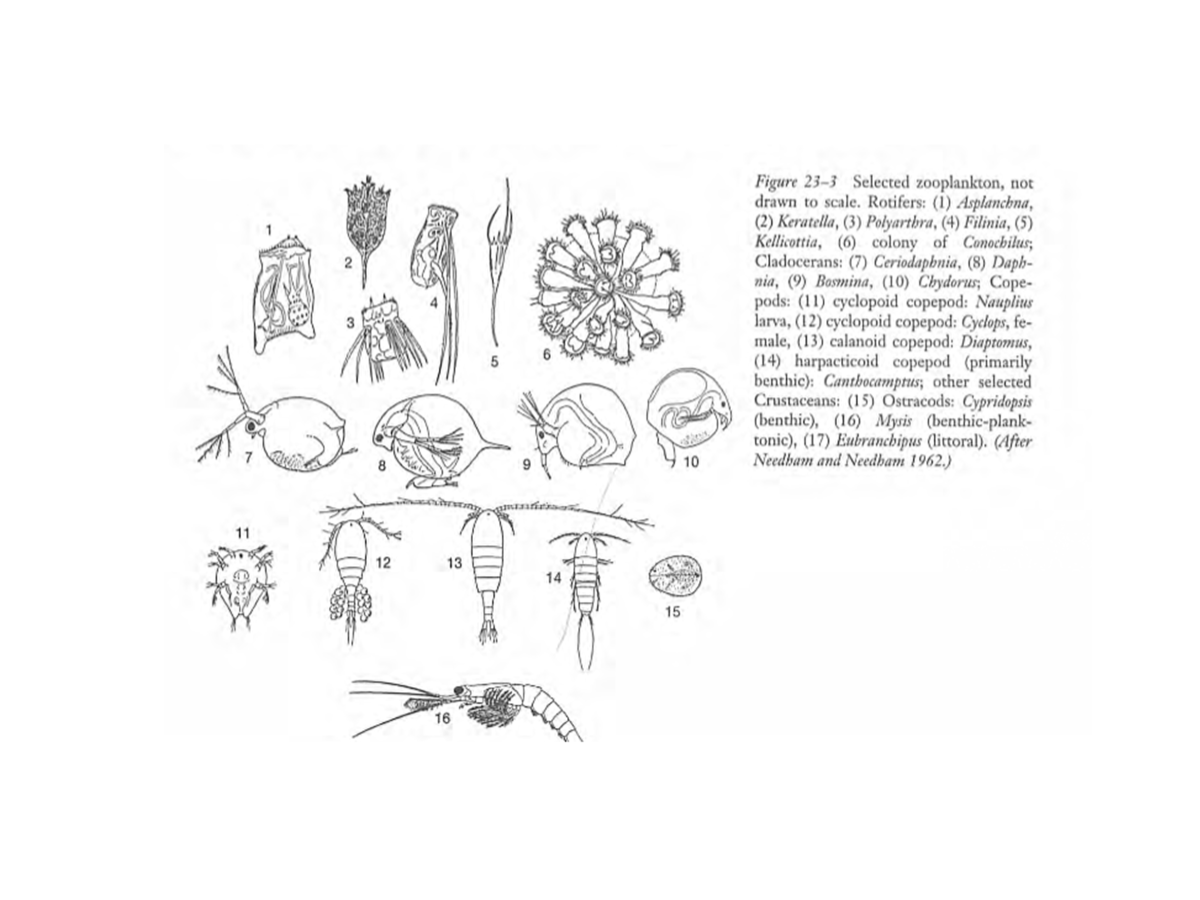 1
2
3
4
5
6
Figure 23–3 Selected zooplankton, not
drawn to scale. Rotifers: (1) Asplanchna,
(2) Keratella, (3) Polyarthra, (4) Filinia, (5)
Kellicottia, (6) colony of Conochilus;
Cladocerans: (7) Ceriodaphnia, (8) Daph-
nia, (9) Bosmina, (10) Chydorus; Cope-
pods: (11) cyclopoid copepod: Nauplius
larva, (12) cyclopoid copepod: Cyclops, fe-
male, (13) calanoid copepod: Diaptomus,
(14) harpacticoid copepod (primarily
benthic): Canthocamptus; other selected
Crustaceans: (15) Ostracods: Cypridopsis
(benthic), (16) Mysis (benthic-plank-
tonic), (17) Eubranchipus (littoral). (After
Needham and Needham 1962.)
7
8
9
10
11
12
13
14
15
16